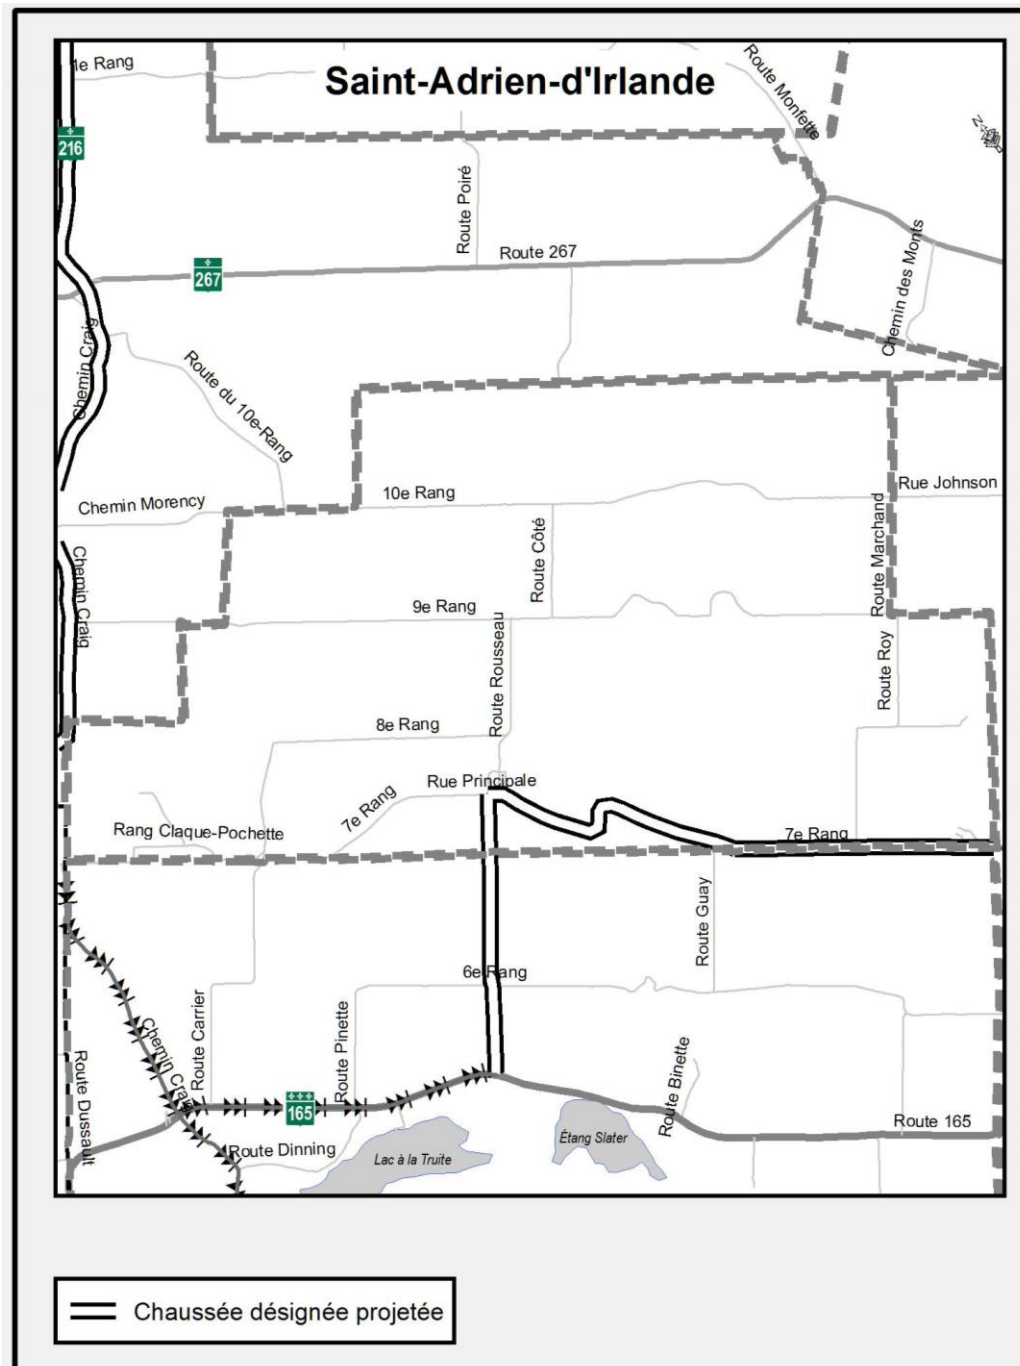 Saint-Adrien-d'Irlande
1e Rang
Route Monfette
216
Route Poiré
Route 267
267
Chemin des Monts
Chemin Craig
Route du 10e-Rang
10e Rang
Rue Johnson
Chemin Morency
Route Côté
Route Marchand
Chemin Craig
9e Rang
Route Rousseau
Route Roy
8e Rang
Rue Principale
7e Rang
Rang Claque-Pochette
7e Rang
Route Guay
6e Rang
Route Carrier
Route Pinette
Chemin Craig
Route Dussault
Route Binette
165
Route 165
Étang Slater
Route Dinning
Lac à la Truite
Chaussée désignée projetée